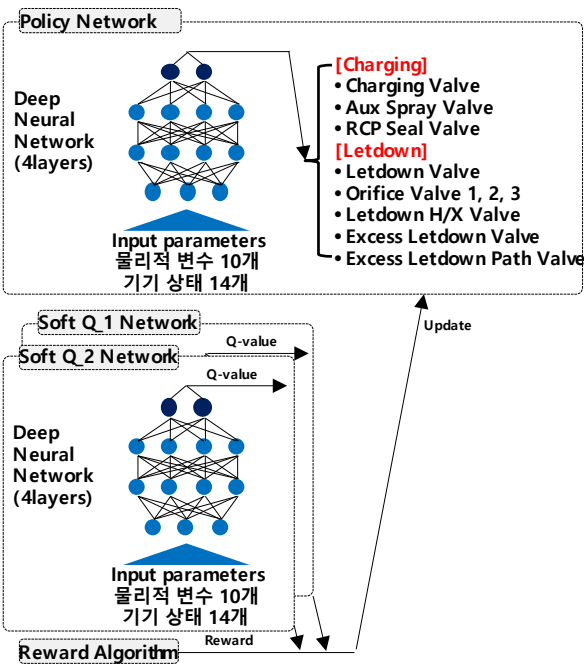 Policy Network
Deep
Neural
Network
(4layers)
[Charging]
• Charging Valve
• Aux Spray Valve
• RCP Seal Valve
[Letdown]
• Letdown Valve
• Orifice Valve 1, 2, 3
• Letdown H/X Valve
• Excess Letdown Valve
• Excess Letdown Path Valve
Input parameters
물리적 변수 10개
기기 상태 14개
Soft Q_1 Network
Q-value
Update
Soft Q_2 Network
Q-value
Deep
Neural
Network
(4layers)
Input parameters
물리적 변수 10개
기기 상태 14개
Reward Algorithm
Reward